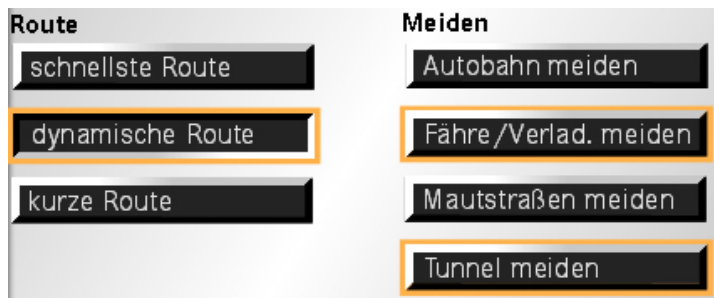 Route
schnellste Route
dynamische Route
kurze Route
Meiden
Autobahn meiden
Fähre/Verlad. meiden
Mautstraßen meiden
Tunnel meiden